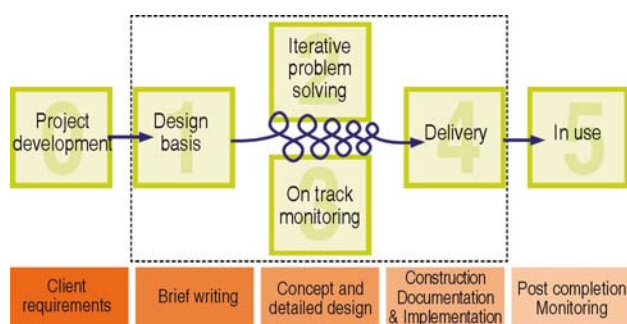 Iterative
problem
solving
2
Project
development
0
Design
basis
1
Delivery
4
In use
5
On track
monitoring
3
Client
requirements
Brief writing
Concept and
detailed design
Construction
Documentation
& Implementation
Post completion
Monitoring